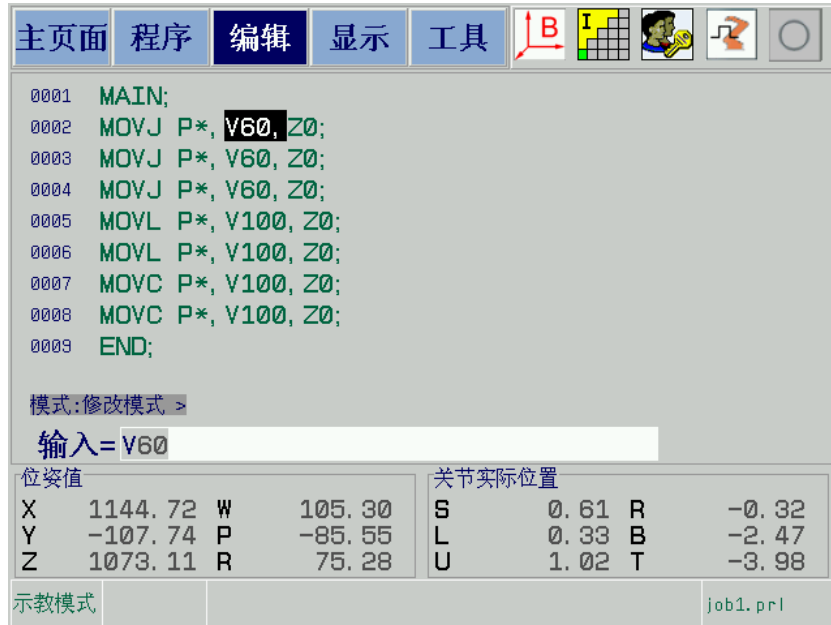 主页面 程序 编辑 显示 工具 B I
0001 MAIN;
0002 MOVJ P*, V60, Z0;
0003 MOVJ P*, V60, Z0;
0004 MOVJ P*, V60, Z0;
0005 MOVL P*, V100, Z0;
0006 MOVL P*, V100, Z0;
0007 MOVC P*, V100, Z0;
0008 MOVC P*, V100, Z0;
0009 END;
模式:修改模式 >
输入= V60
位姿值 关节实际位置
X 1144.72 W 105.30 S 0.61 R -0.32
Y -107.74 P -85.55 L 0.33 B -2.47
Z 1073.11 R 75.28 U 1.02 T -3.98
示教模式 job1.prl